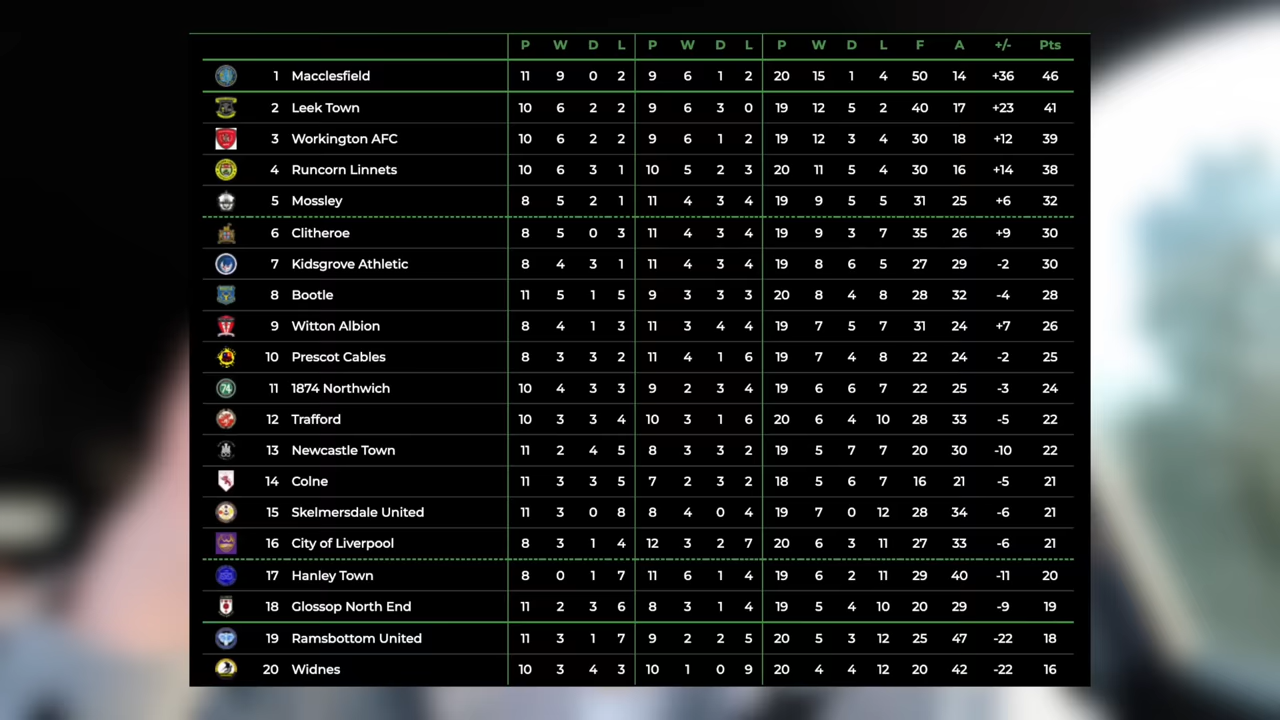 P W D L P W D L P W D L F A +/- Pts
1 Macclesfield 11 9 0 2 9 6 1 2 20 15 1 4 50 14 +36 46
2 Leek Town 10 6 2 2 9 6 3 0 19 12 5 2 40 17 +23 41
3 Workington AFC 10 6 2 2 9 6 1 2 19 12 3 4 30 18 +12 39
4 Runcorn Linnets 10 6 3 1 10 5 2 3 20 11 5 4 30 16 +14 38
5 Mossley 8 5 2 1 11 4 3 4 19 9 5 5 31 25 +6 32
6 Clitheroe 8 5 0 3 11 4 3 4 19 9 3 7 35 26 +9 30
7 Kidsgrove Athletic 8 4 3 1 11 4 3 4 19 8 6 5 27 29 -2 30
8 Bootle 11 5 1 5 9 3 3 3 20 8 4 8 28 32 -4 28
9 Witton Albion 8 4 1 3 11 3 4 4 19 7 5 7 31 24 +7 26
10 Prescot Cables 8 3 3 2 11 4 1 6 19 7 4 8 22 24 -2 25
74 11 1874 Northwich 10 4 3 3 9 2 3 4 19 6 6 7 22 25 -3 24
12 Trafford 10 3 3 4 10 3 1 6 20 6 4 10 28 33 -5 22
13 Newcastle Town 11 2 4 5 8 3 3 2 19 5 7 7 20 30 -10 22
14 Colne 11 3 3 5 7 2 3 2 18 5 6 7 16 21 -5 21
15 Skelmersdale United 11 3 0 8 8 4 0 4 19 7 0 12 28 34 -6 21
16 City of Liverpool 8 3 1 4 12 3 2 7 20 6 3 11 27 33 -6 21
17 Hanley Town 8 0 1 7 11 6 1 4 19 6 2 11 29 40 -11 20
18 Glossop North End 11 2 3 6 8 3 1 4 19 5 4 10 20 29 -9 19
19 Ramsbottom United 11 3 1 7 9 2 2 5 20 5 3 12 25 47 -22 18
20 Widnes 10 3 4 3 10 1 0 9 20 4 4 12 20 42 -22 16